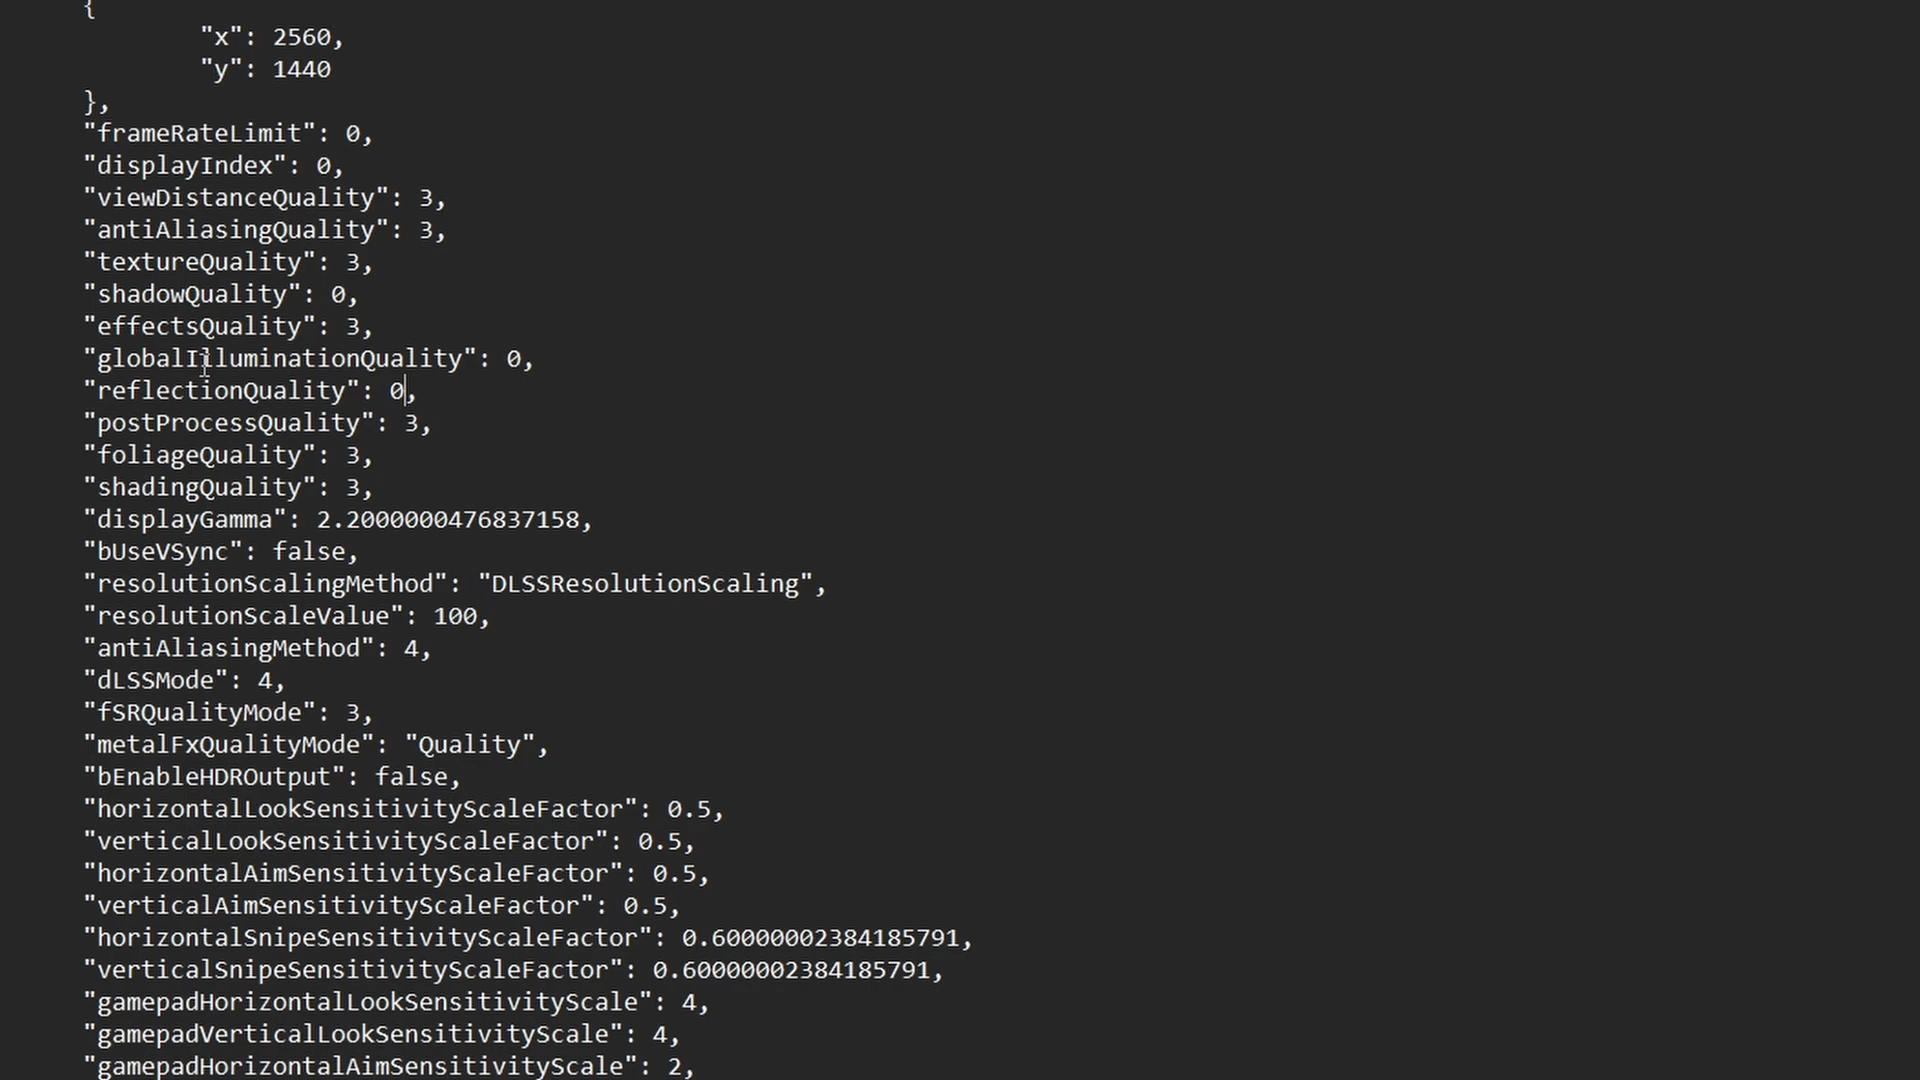 {
"x": 2560,
"y": 1440
},
"frameRateLimit": 0,
"displayIndex": 0,
"viewDistanceQuality": 3,
"antiAliasingQuality": 3,
"textureQuality": 3,
"shadowQuality": 0,
"effectsQuality": 3,
"globalIlluminationQuality": 0,
"reflectionQuality": 0,
"postProcessQuality": 3,
"foliageQuality": 3,
"shadingQuality": 3,
"displayGamma": 2.2000000476837158,
"bUseVSync": false,
"resolutionScalingMethod": "DLSSResolutionScaling",
"resolutionScaleValue": 100,
"antiAliasingMethod": 4,
"dLSSMode": 4,
"fSRQualityMode": 3,
"metalFxQualityMode": "Quality",
"bEnableHDROutput": false,
"horizontalLookSensitivityScaleFactor": 0.5,
"verticalLookSensitivityScaleFactor": 0.5,
"horizontalAimSensitivityScaleFactor": 0.5,
"verticalAimSensitivityScaleFactor": 0.5,
"horizontalSnipeSensitivityScaleFactor": 0.60000002384185791,
"verticalSnipeSensitivityScaleFactor": 0.60000002384185791,
"gamepadHorizontalLookSensitivityScale": 4,
"gamepadVerticalLookSensitivityScale": 4,
"gamepadHorizontalAimSensitivityScale": 2,